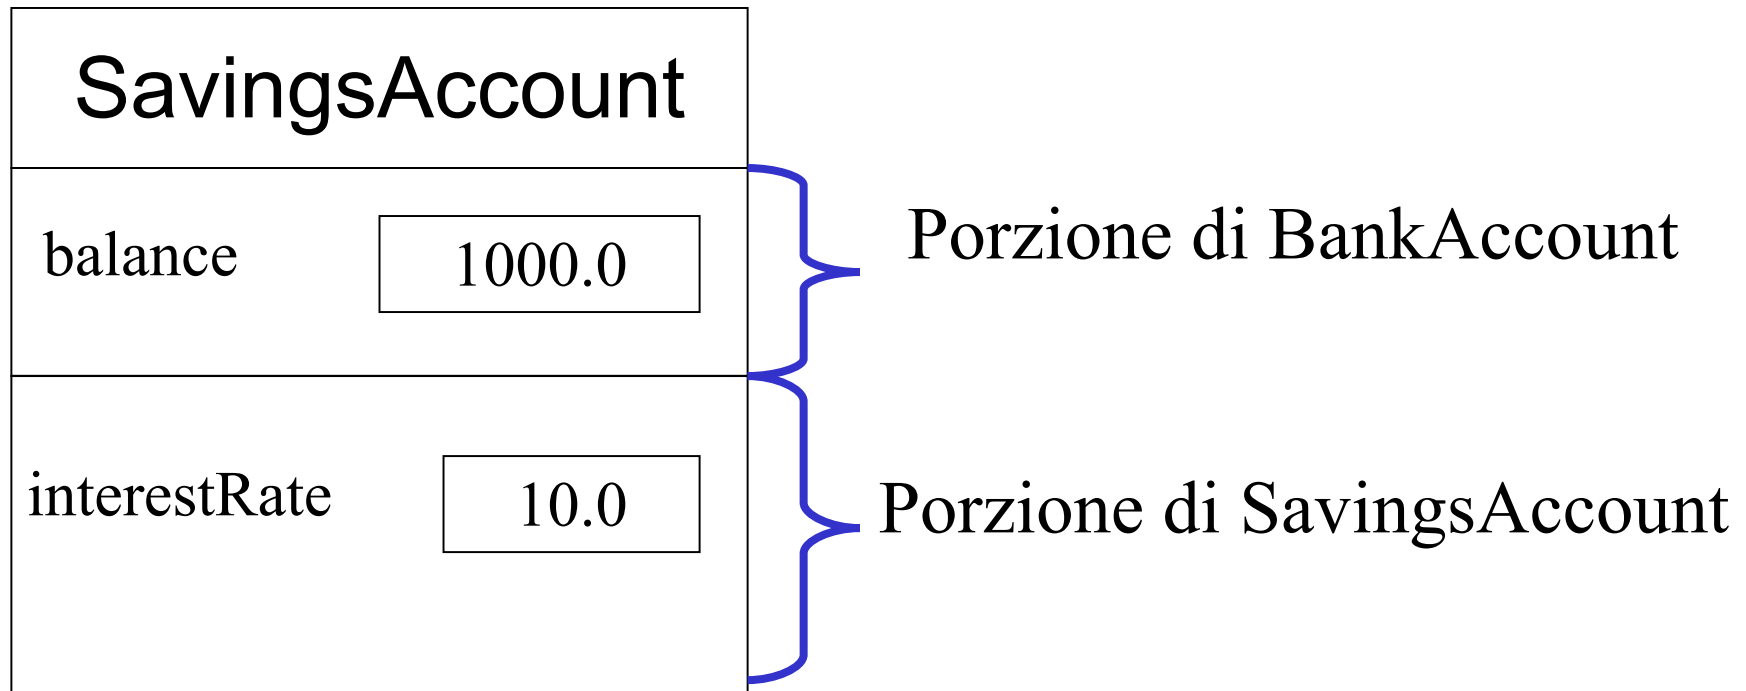 SavingsAccount
balance
1000.0
Porzione di BankAccount
interestRate
10.0
Porzione di SavingsAccount